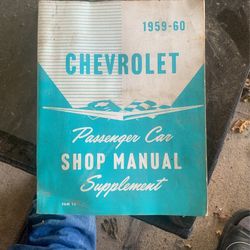 1959-60
CHEVROLET
Passenger Car
SHOP MANUAL
Supplement